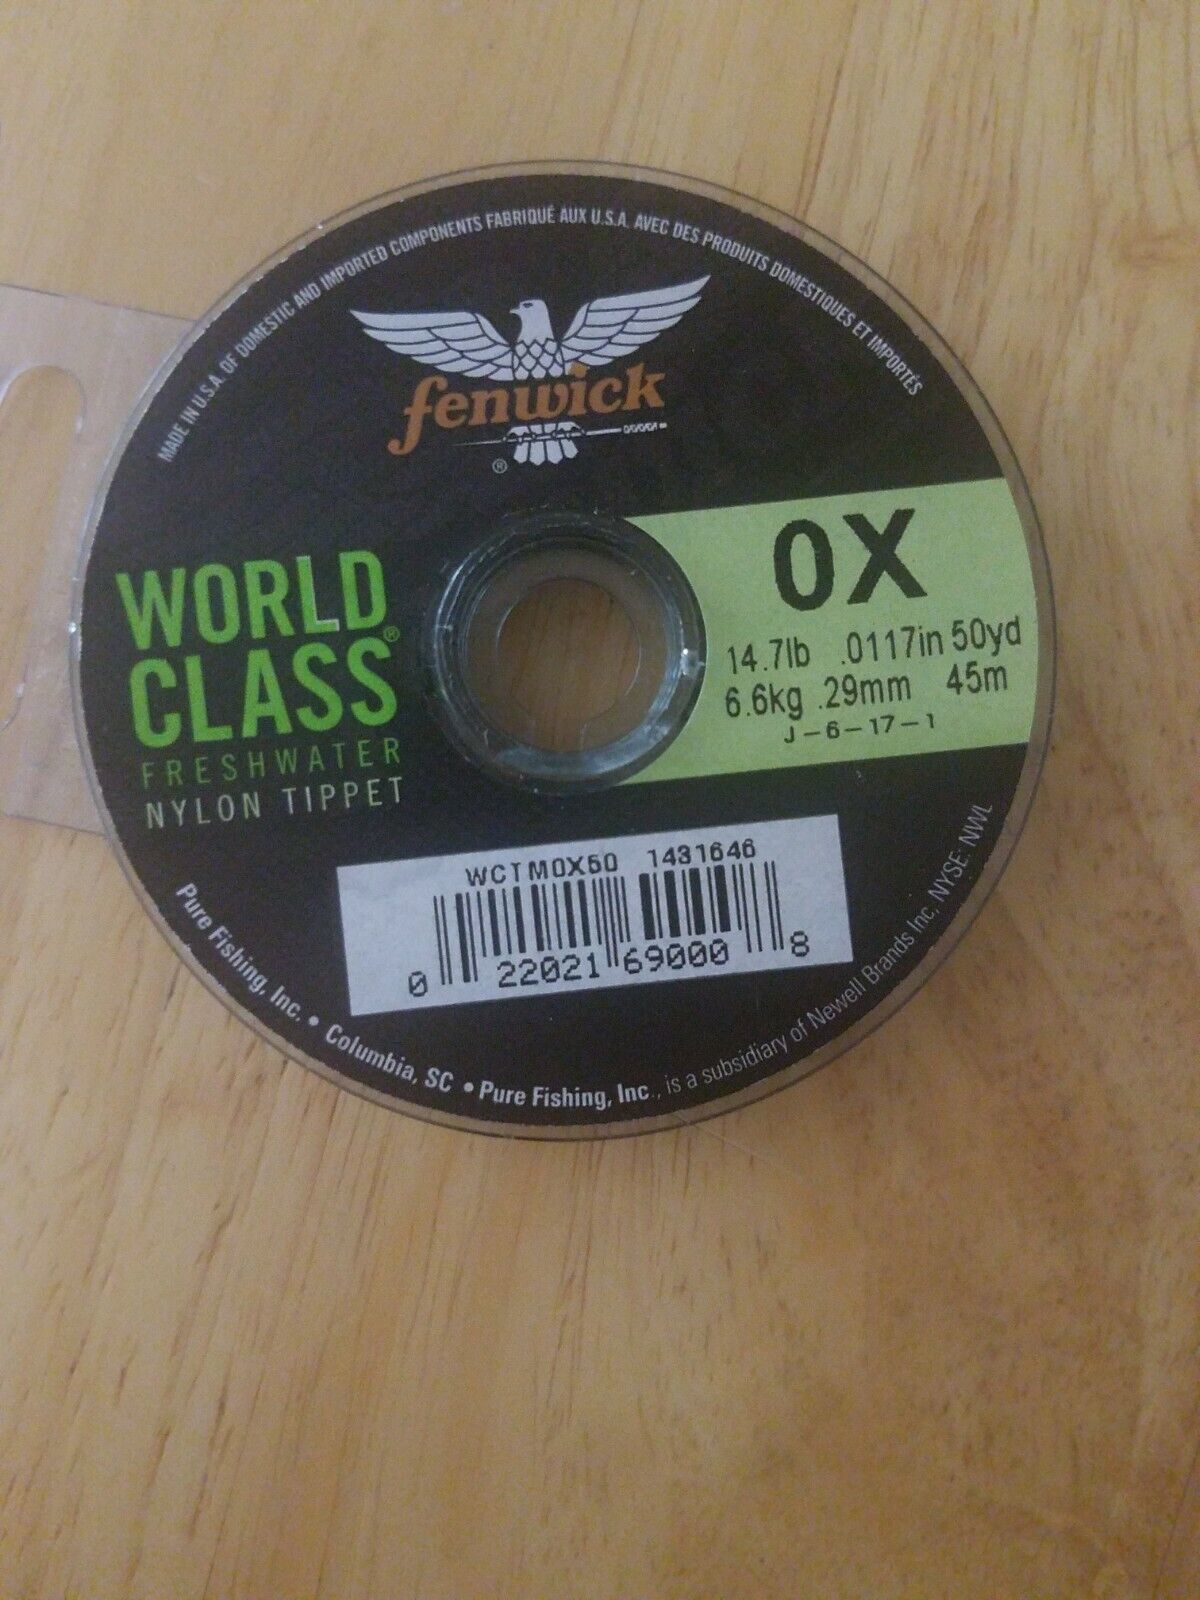 MADE IN U.S.A. OF DOMESTIC AND IMPORTED COMPONENTS FABRIQUÉ AUX U.S.A. AVEC DES PRODUITS DOMESTIQUES ET IMPORTÉS
fenwick
®
WORLD
CLASS®
FRESHWATER
NYLON TIPPET
0X
14.7lb .0117in 50yd
6.6kg .29mm 45m
J-6-17-1
WCTM0X50 1431646
0 22021 69000 8
Pure Fishing, Inc. • Columbia, SC • Pure Fishing, Inc., is a subsidiary of Newell Brands Inc, NYSE: NWL